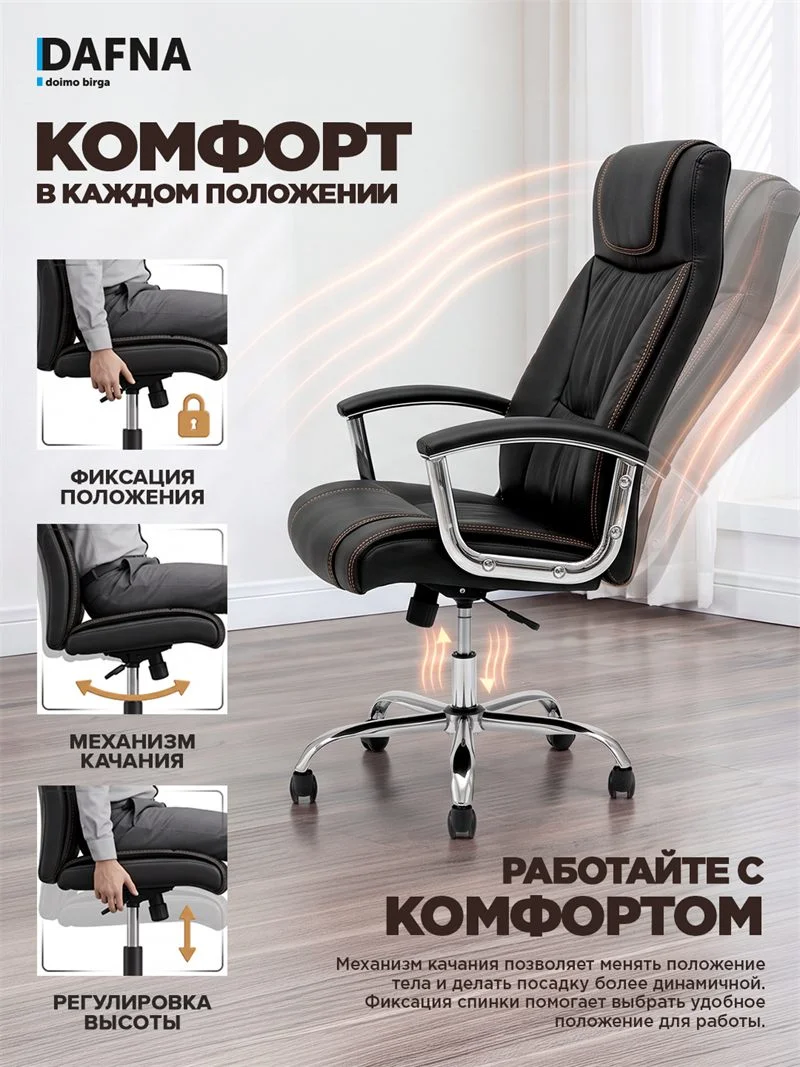 DAFNA
doimo birga
КОМФОРТ
В КАЖДОМ ПОЛОЖЕНИИ
ФИКСАЦИЯ
ПОЛОЖЕНИЯ
МЕХАНИЗМ
КАЧАНИЯ
РЕГУЛИРОВКА
ВЫСОТЫ
РАБОТАЙТЕ С
КОМФОРТОМ
Механизм качания позволяет менять положение
тела и делать посадку более динамичной.
Фиксация спинки помогает выбрать удобное
положение для работы.